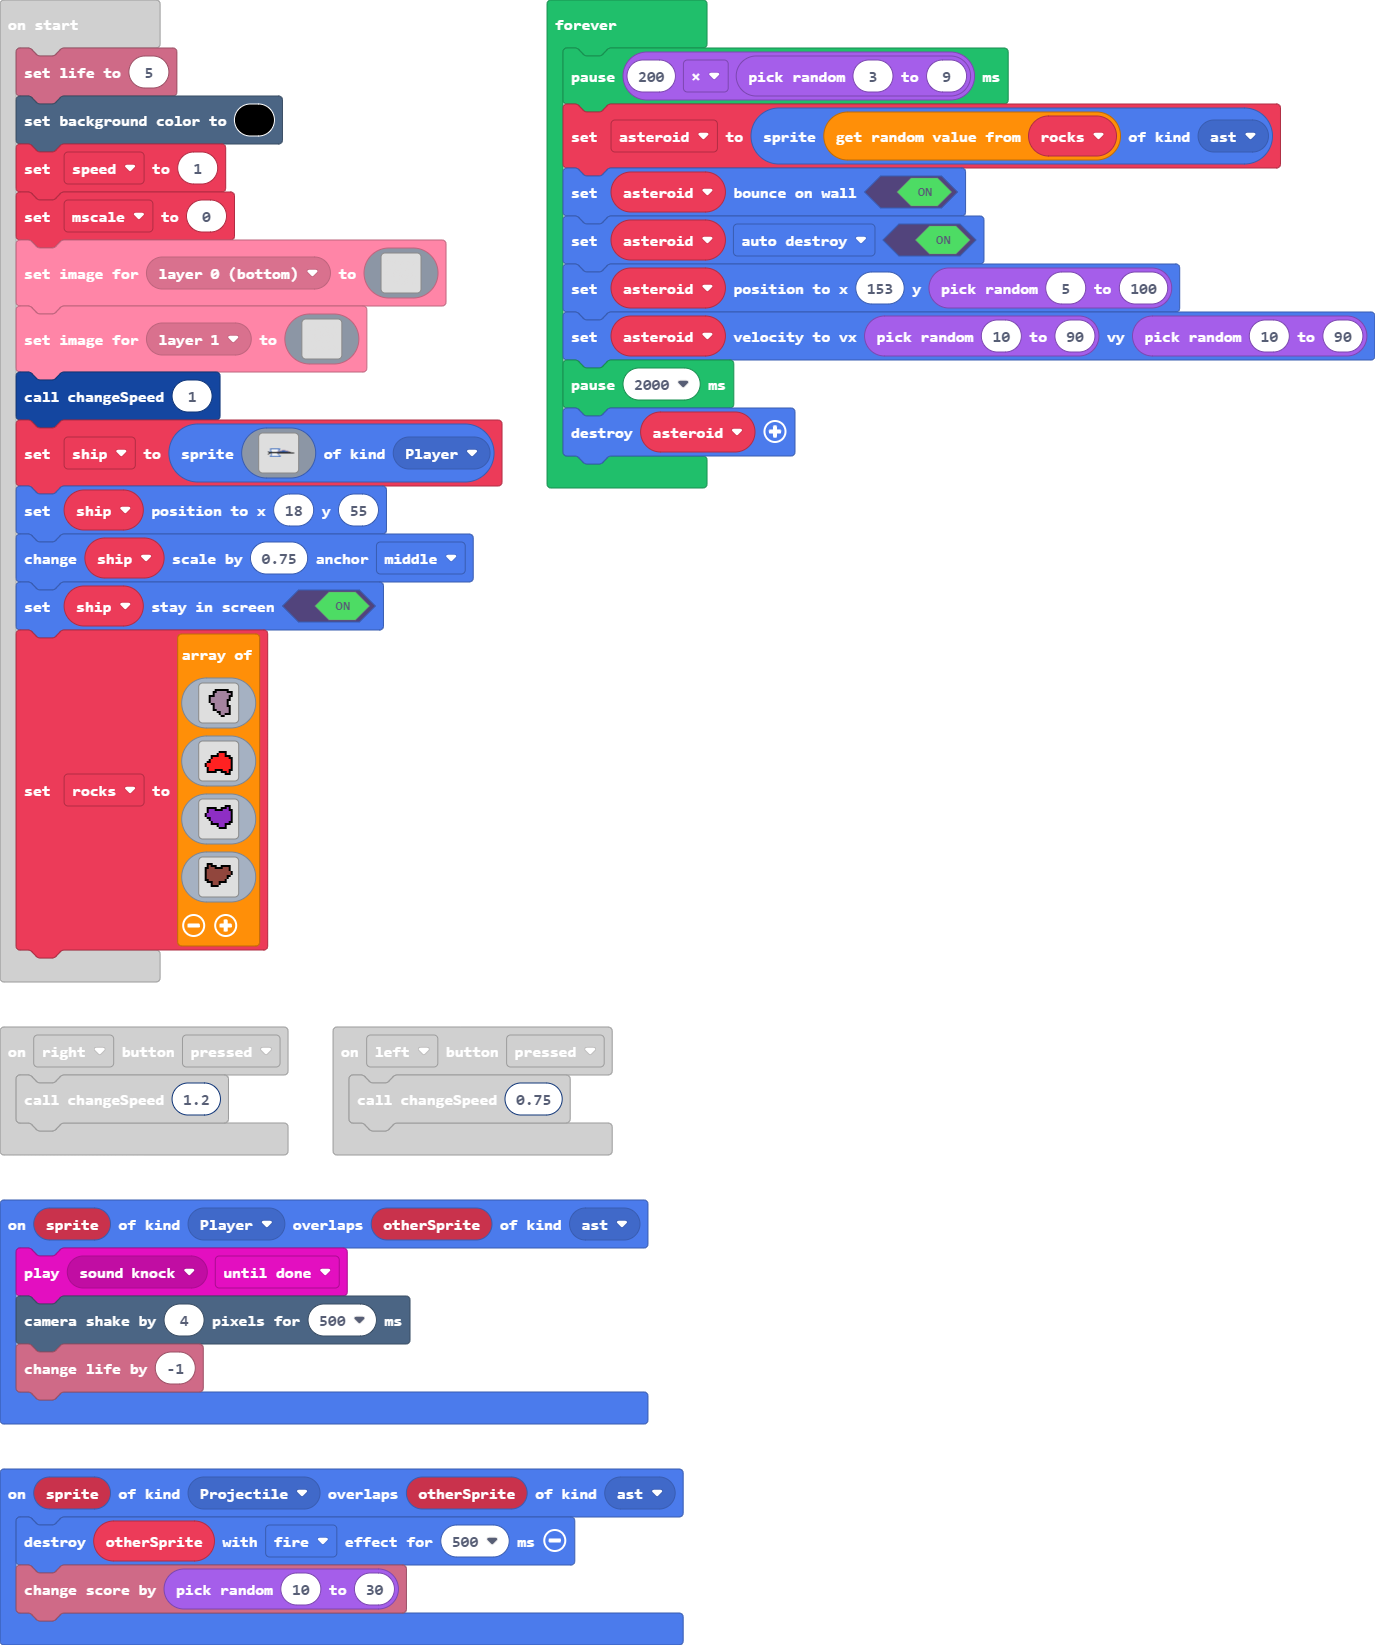 on start
set life to 5
set background color to
set speed to 1
set mscale to 0
set image for layer 0 (bottom) to
set image for layer 1 to
call changeSpeed 1
set ship to sprite of kind Player
set ship position to x 18 y 55
change ship scale by 0.75 anchor middle
set ship stay in screen ON
set rocks to array of
forever
pause 200 × pick random 3 to 9 ms
set asteroid to sprite get random value from rocks of kind ast
set asteroid bounce on wall ON
set asteroid auto destroy ON
set asteroid position to x 153 y pick random 5 to 100
set asteroid velocity to vx pick random 10 to 90 vy pick random 10 to 90
pause 2000 ms
destroy asteroid
on right button pressed
call changeSpeed 1.2
on left button pressed
call changeSpeed 0.75
on sprite of kind Player overlaps otherSprite of kind ast
play sound knock until done
camera shake by 4 pixels for 500 ms
change life by -1
on sprite of kind Projectile overlaps otherSprite of kind ast
destroy otherSprite with fire effect for 500 ms
change score by pick random 10 to 30